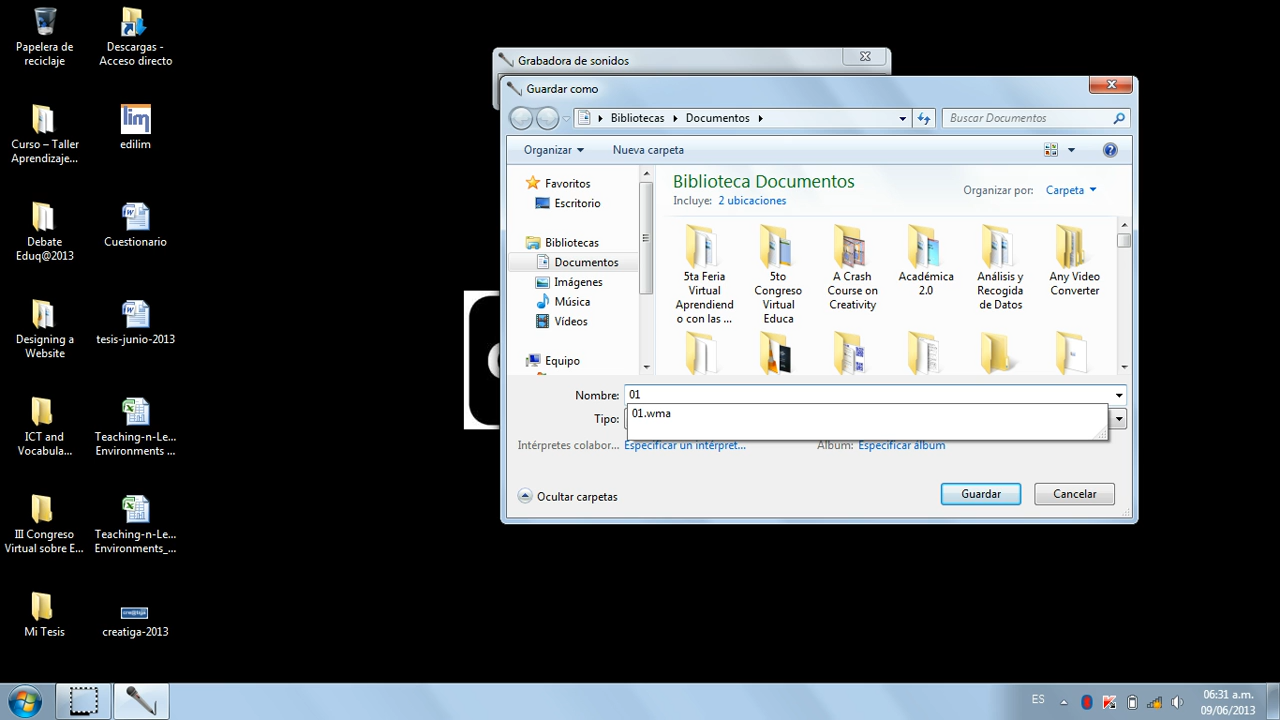 Papelera de
reciclaje
Descargas -
Acceso directo
Curso – Taller
Aprendizaje...
lim
edilim
Debate
Eduq@2013
Cuestionario
Designing a
Website
tesis-junio-2013
ICT and
Vocabula...
Teaching-n-Le...
Environments ...
III Congreso
Virtual sobre E...
Teaching-n-Le...
Environments_...
Mi Tesis
creatiga-2013
Grabadora de sonidos
Guardar como
Bibliotecas
Documentos
Buscar Documentos
Organizar
Nueva carpeta
Favoritos
Escritorio
Bibliotecas
Documentos
Imágenes
Música
Vídeos
Equipo
Biblioteca Documentos
Incluye: 2 ubicaciones
Organizar por: Carpeta
5ta Feria
Virtual
Aprendiend
o con las ...
5to
Congreso
Virtual
Educa
A Crash
Course on
Creativity
Académica
2.0
Análisis y
Recogida
de Datos
Any Video
Converter
Nombre: 01
01.wma
Tipo:
Intérpretes colabor... Especificar un intérpret...
Álbum: Especificar álbum
Ocultar carpetas
Guardar
Cancelar
ES
06:31 a.m.
09/06/2013